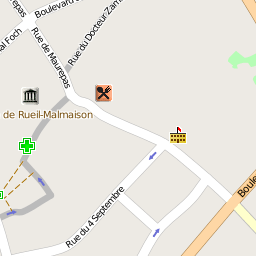 Boulevard
al Foch
Rue de Maurepas
Rue du Docteur Zam
de Rueil-Malmaison
Rue du 4 Septembre
Boule